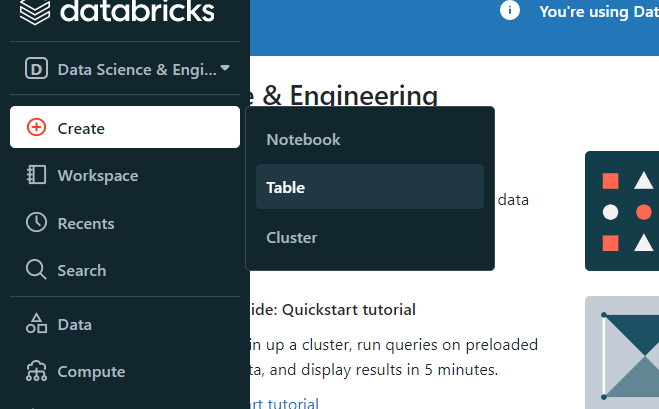 databricks
You're using Dat
D Data Science & Engi...
e & Engineering
Create
Notebook
Workspace
Table
data
Recents
Cluster
Search
ide: Quickstart tutorial
Data
in up a cluster, run queries on preloaded
Compute
ta, and display results in 5 minutes.
rt tutorial